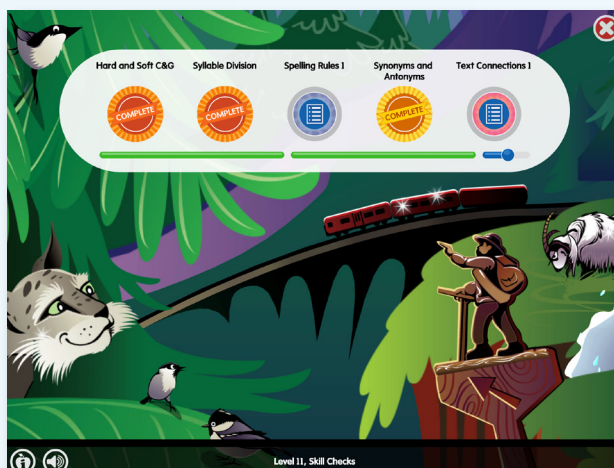 Hard and Soft C&G
Syllable Division
Spelling Rules 1
Synonyms and
Antonyms
Text Connections 1
COMPLETE
COMPLETE
COMPLETE
Level 11, Skill Checks